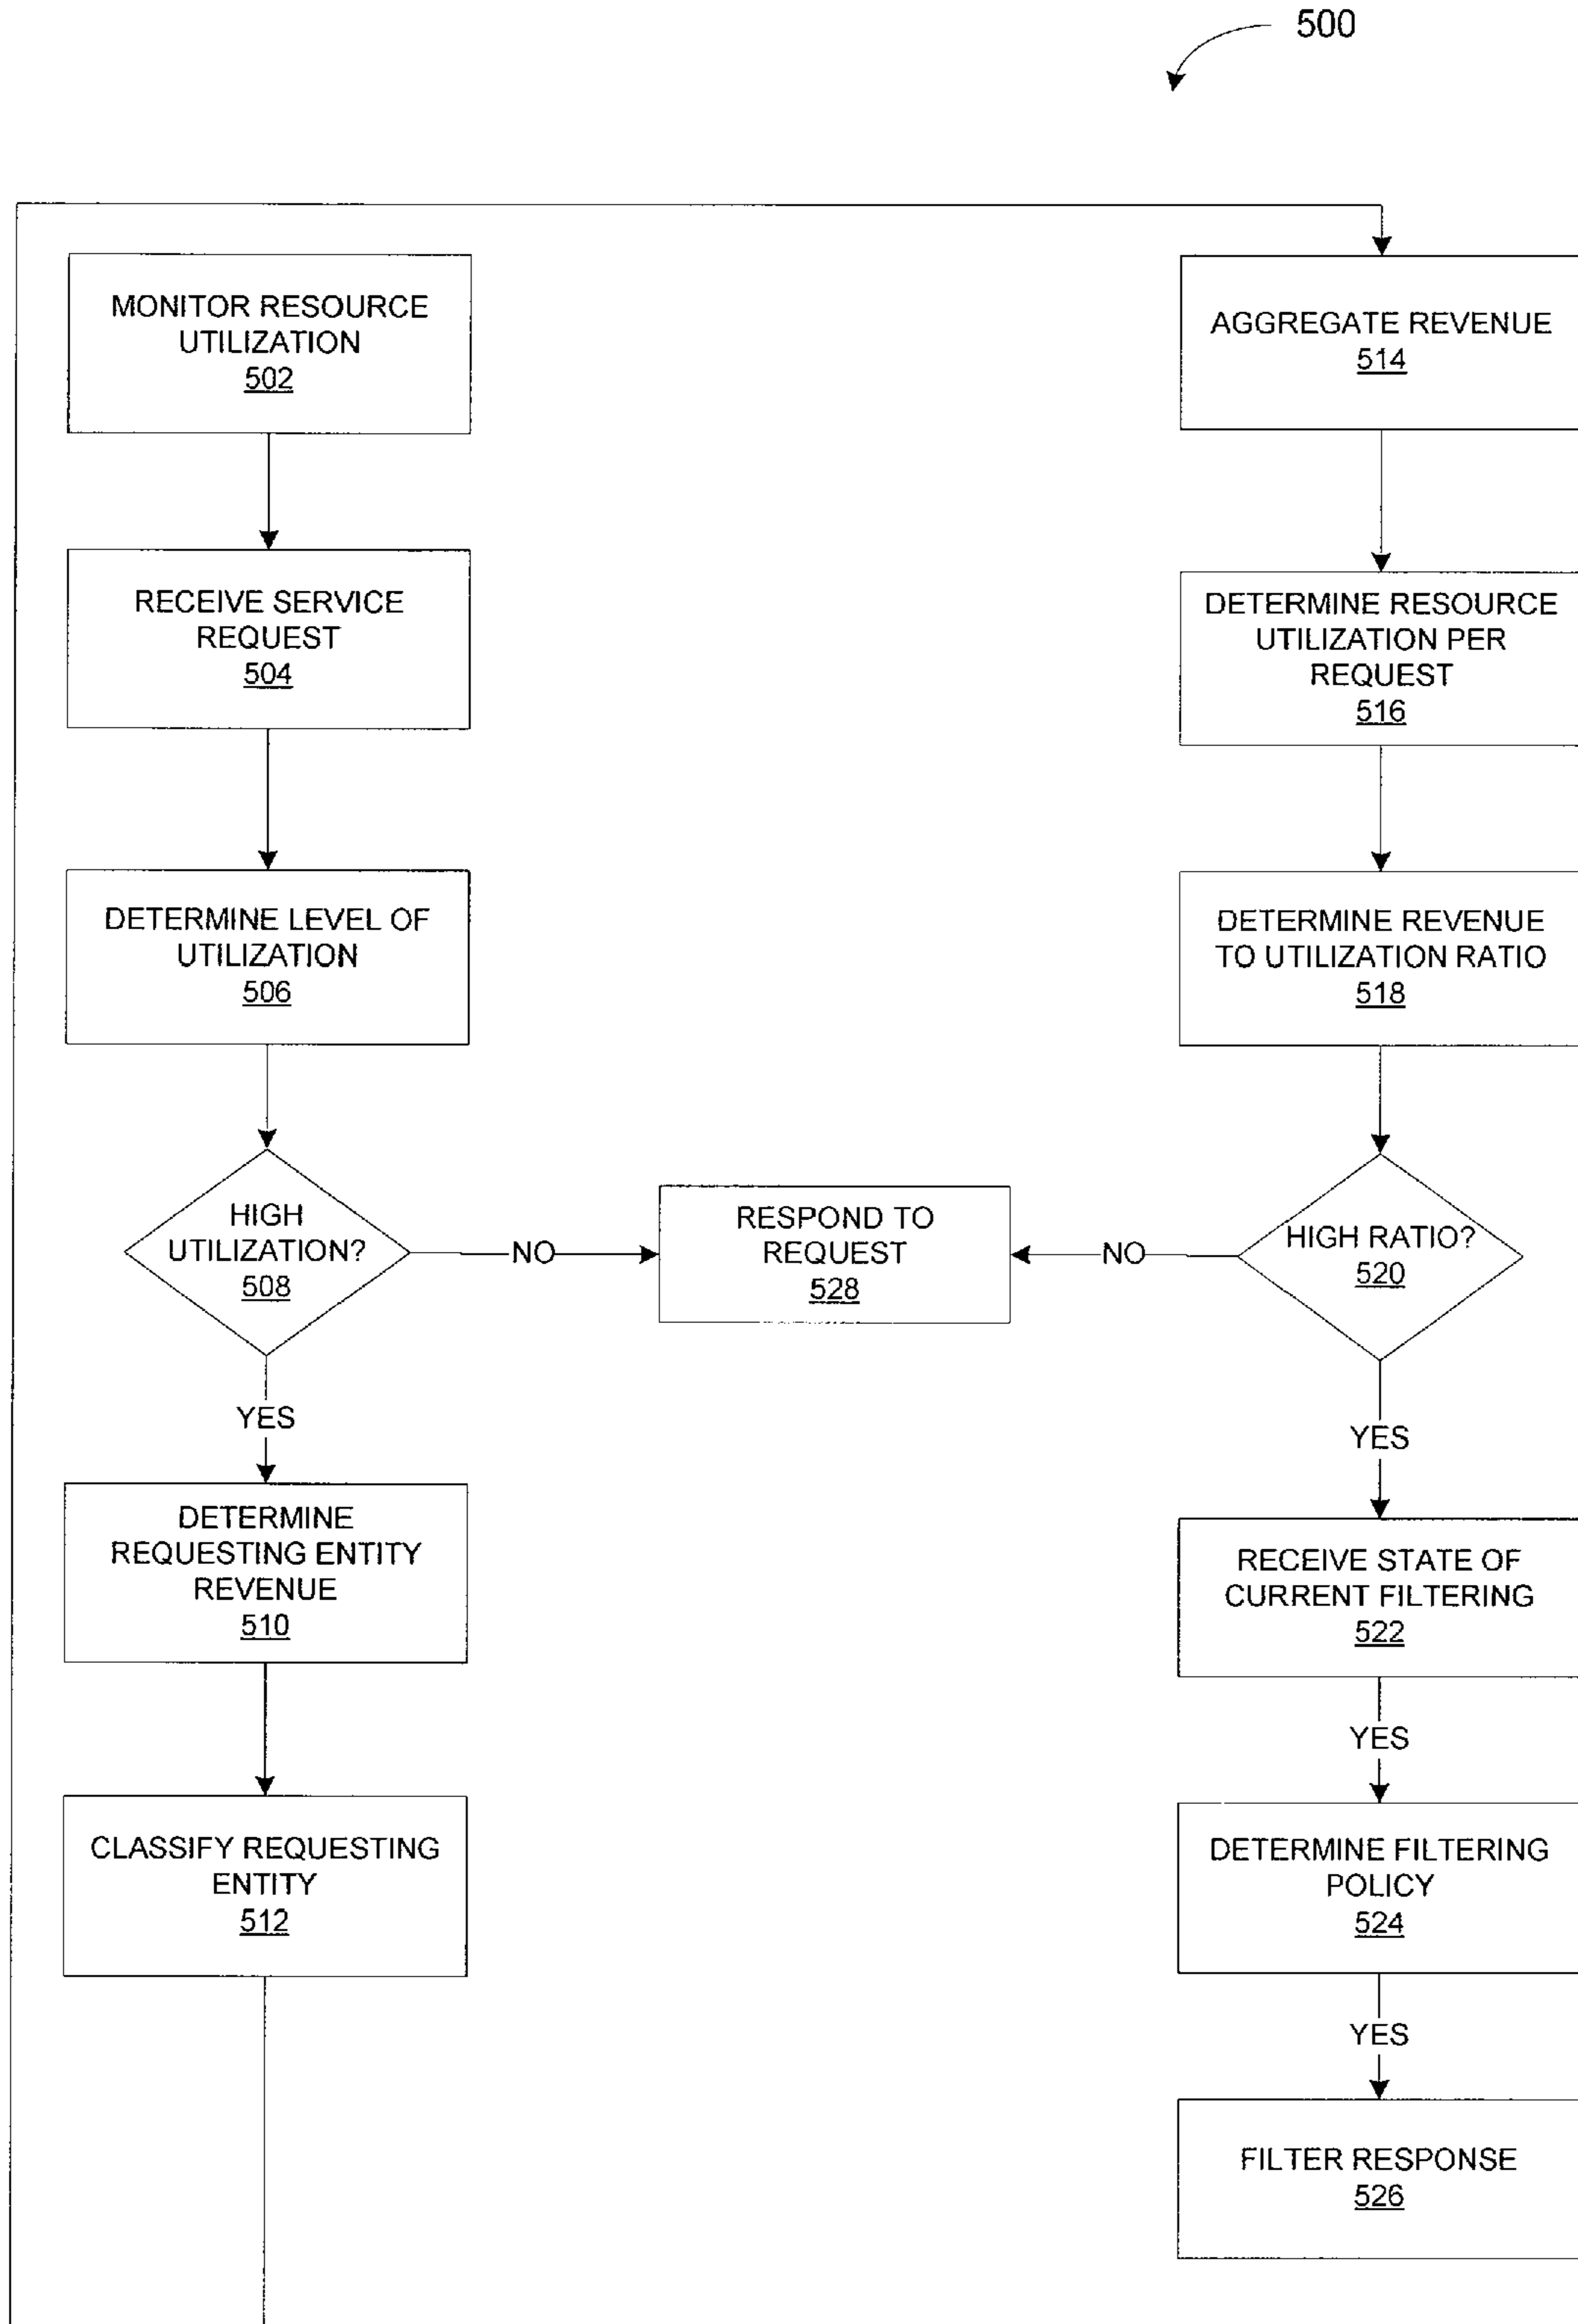 500
MONITOR RESOURCE
UTILIZATION
502
RECEIVE SERVICE
REQUEST
504
DETERMINE LEVEL OF
UTILIZATION
506
HIGH
UTILIZATION?
508
NO
YES
DETERMINE
REQUESTING ENTITY
REVENUE
510
CLASSIFY REQUESTING
ENTITY
512
RESPOND TO
REQUEST
528
AGGREGATE REVENUE
514
DETERMINE RESOURCE
UTILIZATION PER
REQUEST
516
DETERMINE REVENUE
TO UTILIZATION RATIO
518
HIGH RATIO?
520
NO
YES
RECEIVE STATE OF
CURRENT FILTERING
522
YES
DETERMINE FILTERING
POLICY
524
YES
FILTER RESPONSE
526